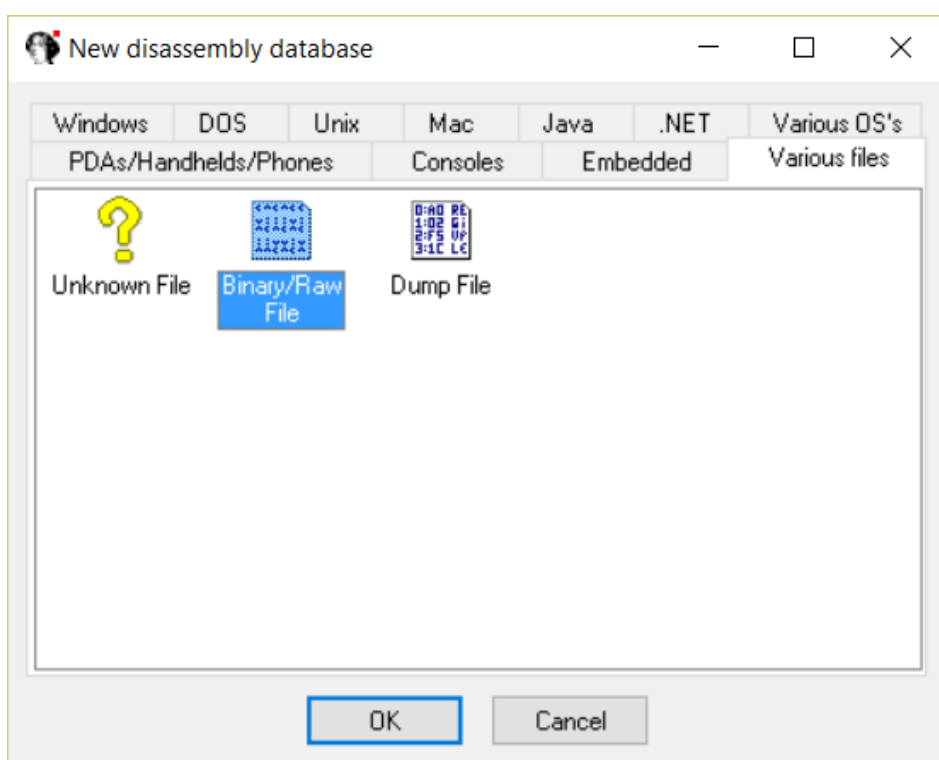 New disassembly database
Windows DOS Unix Mac Java .NET Various OS's
PDAs/Handhelds/Phones Consoles Embedded Various files
Unknown File Binary/Raw File Dump File
OK Cancel